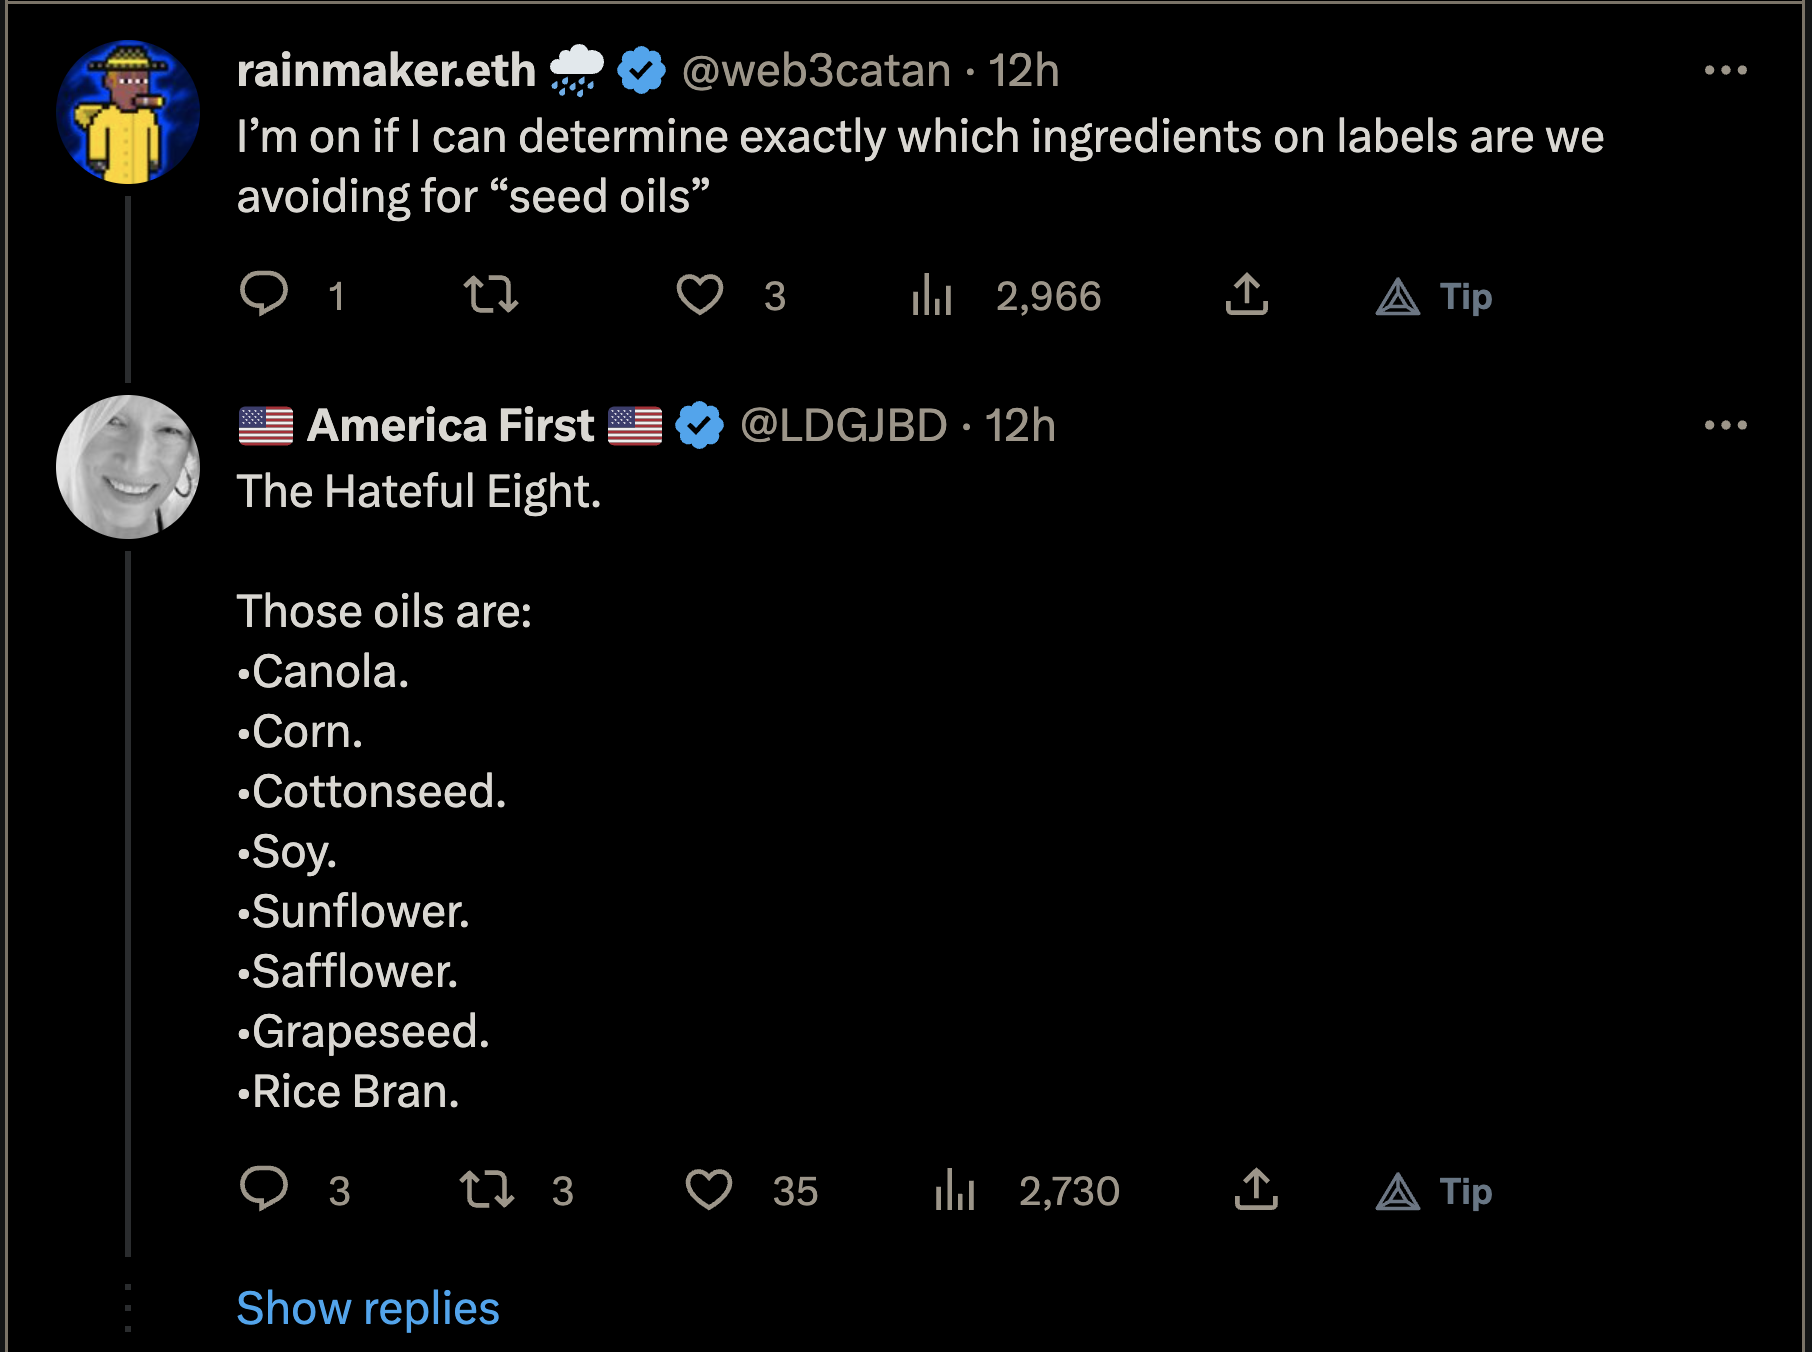 rainmaker.eth 🌧️ @web3catan · 12h
I’m on if I can determine exactly which ingredients on labels are we
avoiding for “seed oils”
1 3 2,966 Tip
🇺🇸 America First 🇺🇸 @LDGJBD · 12h
The Hateful Eight.
Those oils are:
•Canola.
•Corn.
•Cottonseed.
•Soy.
•Sunflower.
•Safflower.
•Grapeseed.
•Rice Bran.
3 3 35 2,730 Tip
Show replies